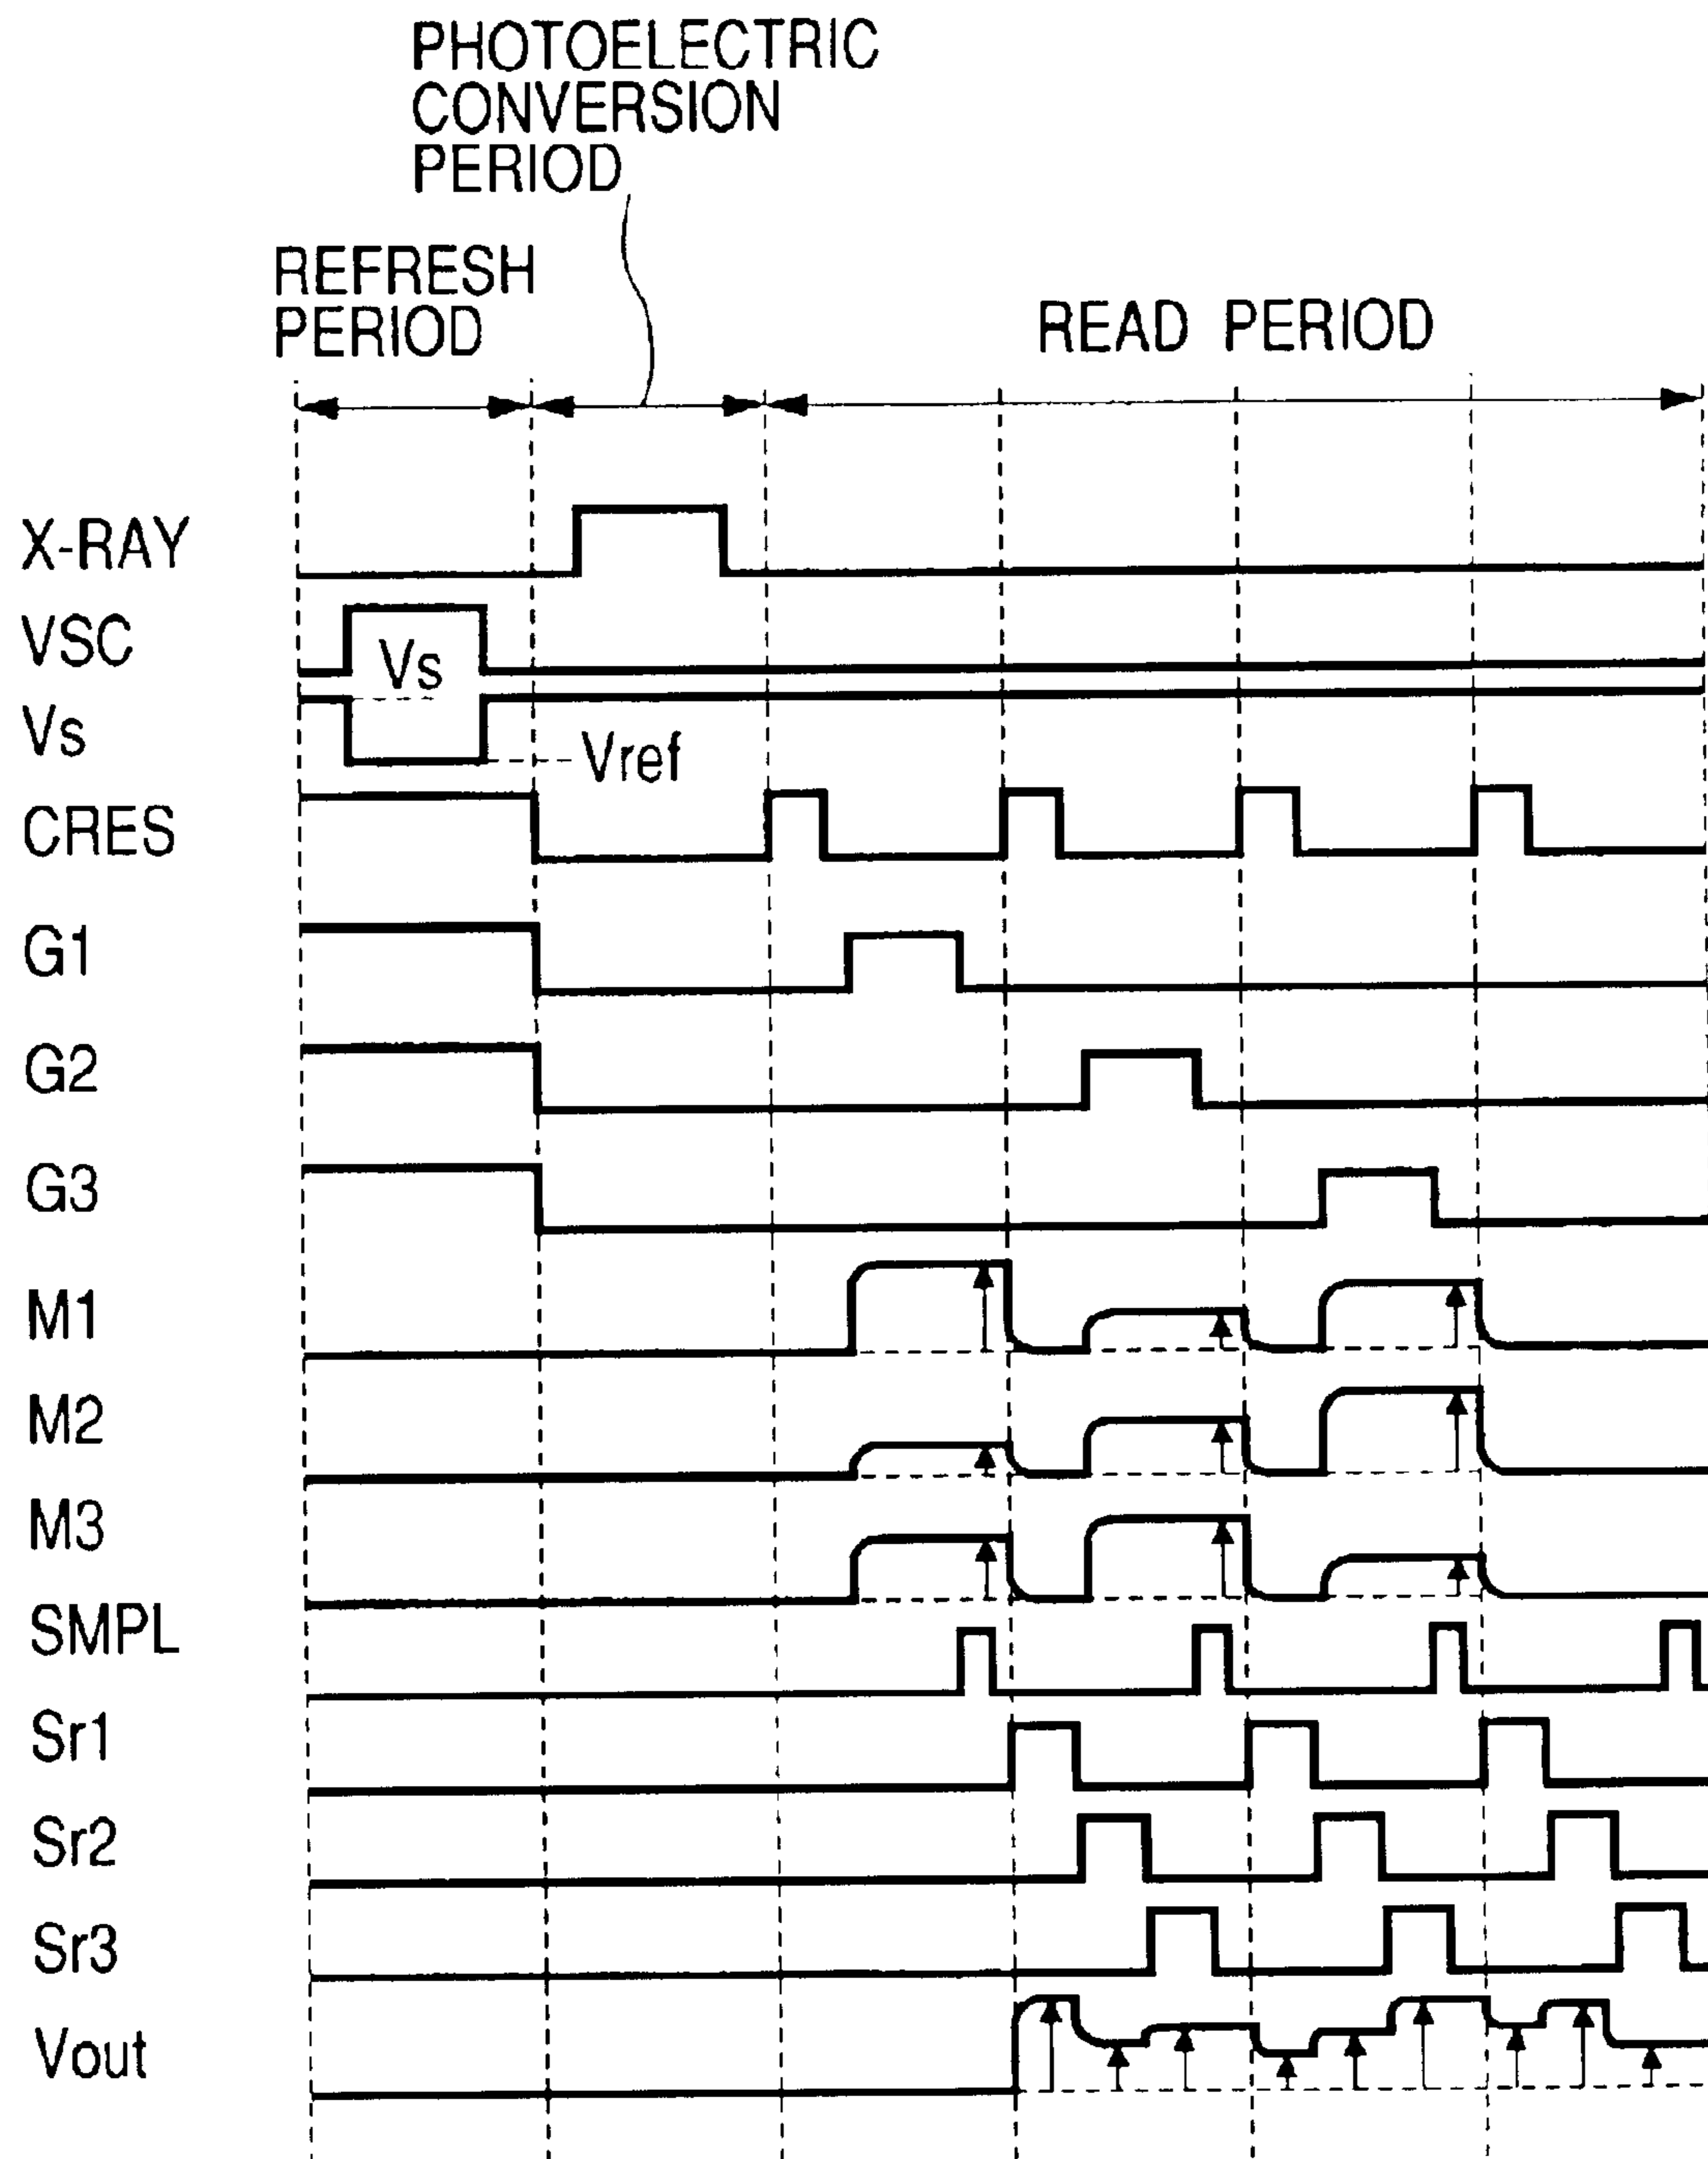 PHOTOELECTRIC
CONVERSION
PERIOD
REFRESH
PERIOD
READ PERIOD
X-RAY
VSC
Vs
Vs
Vref
CRES
G1
G2
G3
M1
M2
M3
SMPL
Sr1
Sr2
Sr3
Vout